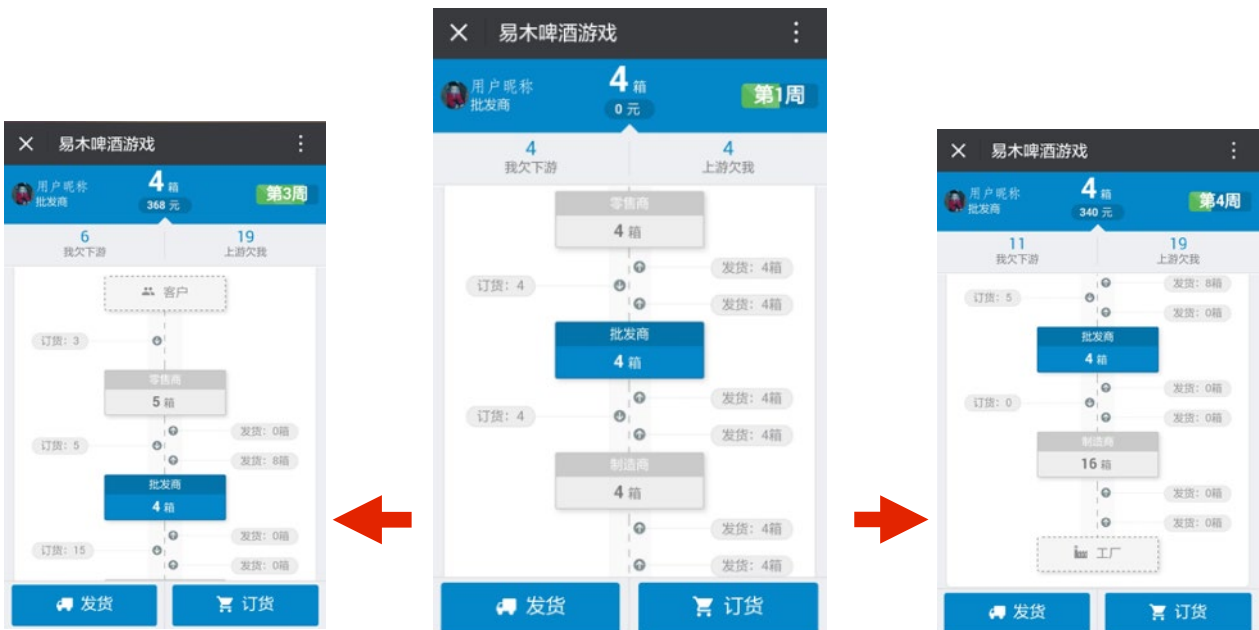 易木啤酒游戏
用户昵称
批发商
4 箱
368 元
第3周
6
我欠下游
19
上游欠我
客户
订货: 3
零售商
5 箱
发货: 0箱
订货: 5
发货: 8箱
批发商
4 箱
发货: 0箱
订货: 15
发货: 0箱
发货
订货
易木啤酒游戏
用户昵称
批发商
4 箱
0 元
第1周
4
我欠下游
4
上游欠我
零售商
4 箱
发货: 4箱
订货: 4
发货: 4箱
批发商
4 箱
发货: 4箱
订货: 4
发货: 4箱
制造商
4 箱
发货: 4箱
发货: 4箱
发货
订货
易木啤酒游戏
用户昵称
批发商
4 箱
340 元
第4周
11
我欠下游
19
上游欠我
发货: 8箱
订货: 5
发货: 0箱
批发商
4 箱
发货: 0箱
订货: 0
发货: 0箱
制造商
16 箱
发货: 0箱
发货: 0箱
工厂
发货
订货